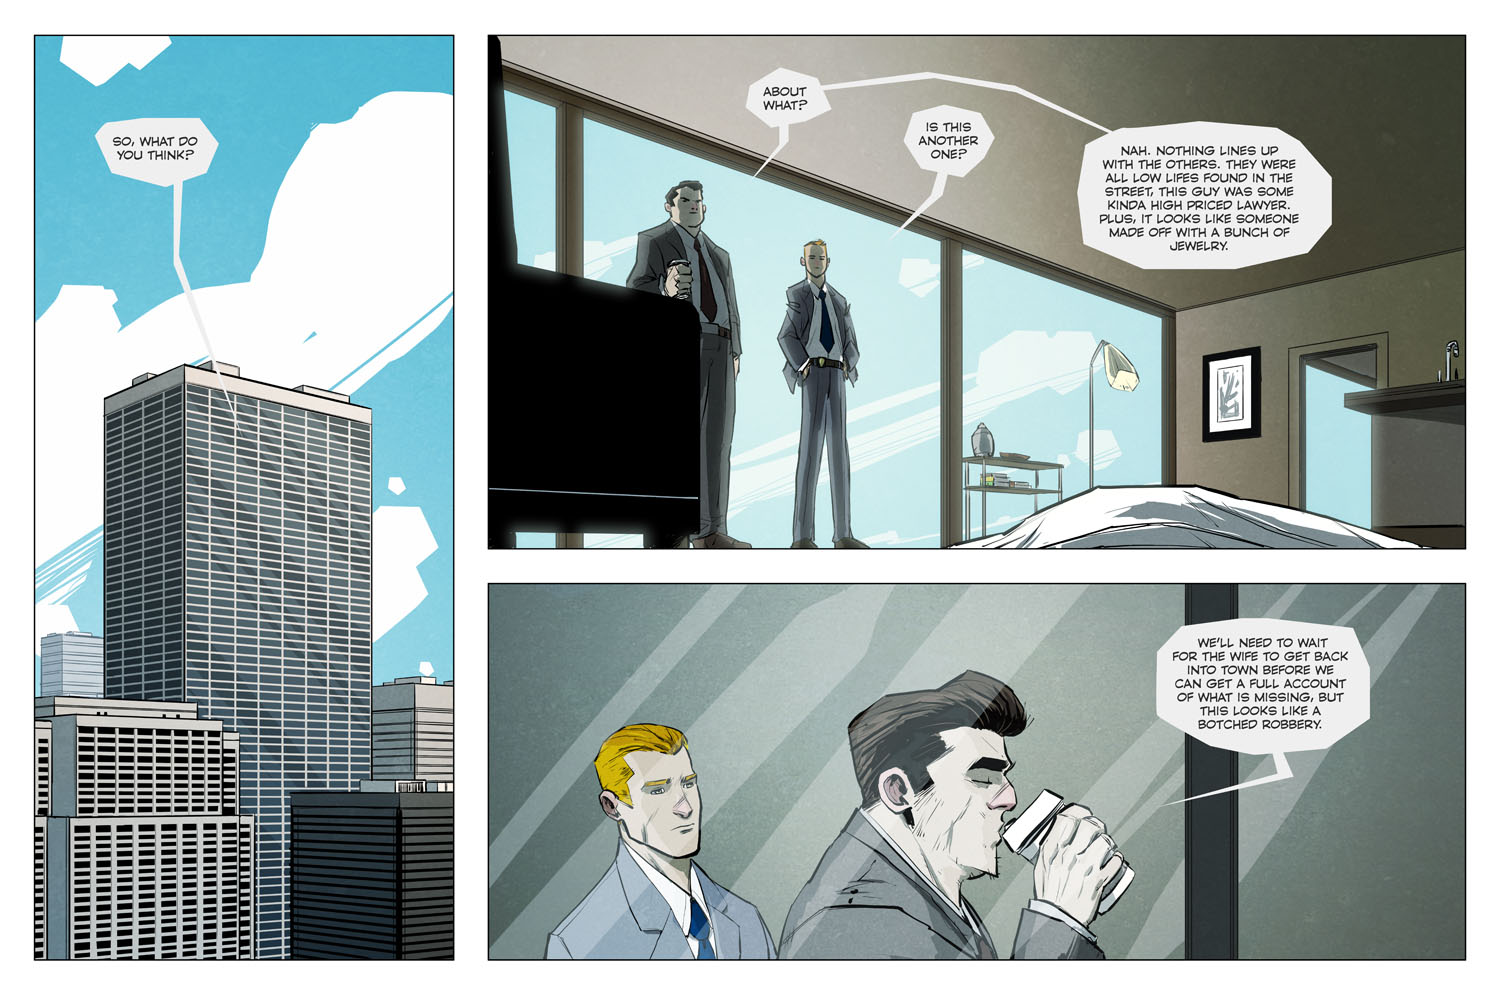 SO, WHAT DO
YOU THINK?
ABOUT
WHAT?
IS THIS
ANOTHER
ONE?
NAH. NOTHING LINES UP
WITH THE OTHERS. THEY WERE
ALL LOW LIFES FOUND IN THE
STREET, THIS GUY WAS SOME
KINDA HIGH PRICED LAWYER.
PLUS, IT LOOKS LIKE SOMEONE
MADE OFF WITH A BUNCH OF
JEWELRY.
WE'LL NEED TO WAIT
FOR THE WIFE TO GET BACK
INTO TOWN BEFORE WE
CAN GET A FULL ACCOUNT
OF WHAT IS MISSING, BUT
THIS LOOKS LIKE A
BOTCHED ROBBERY.